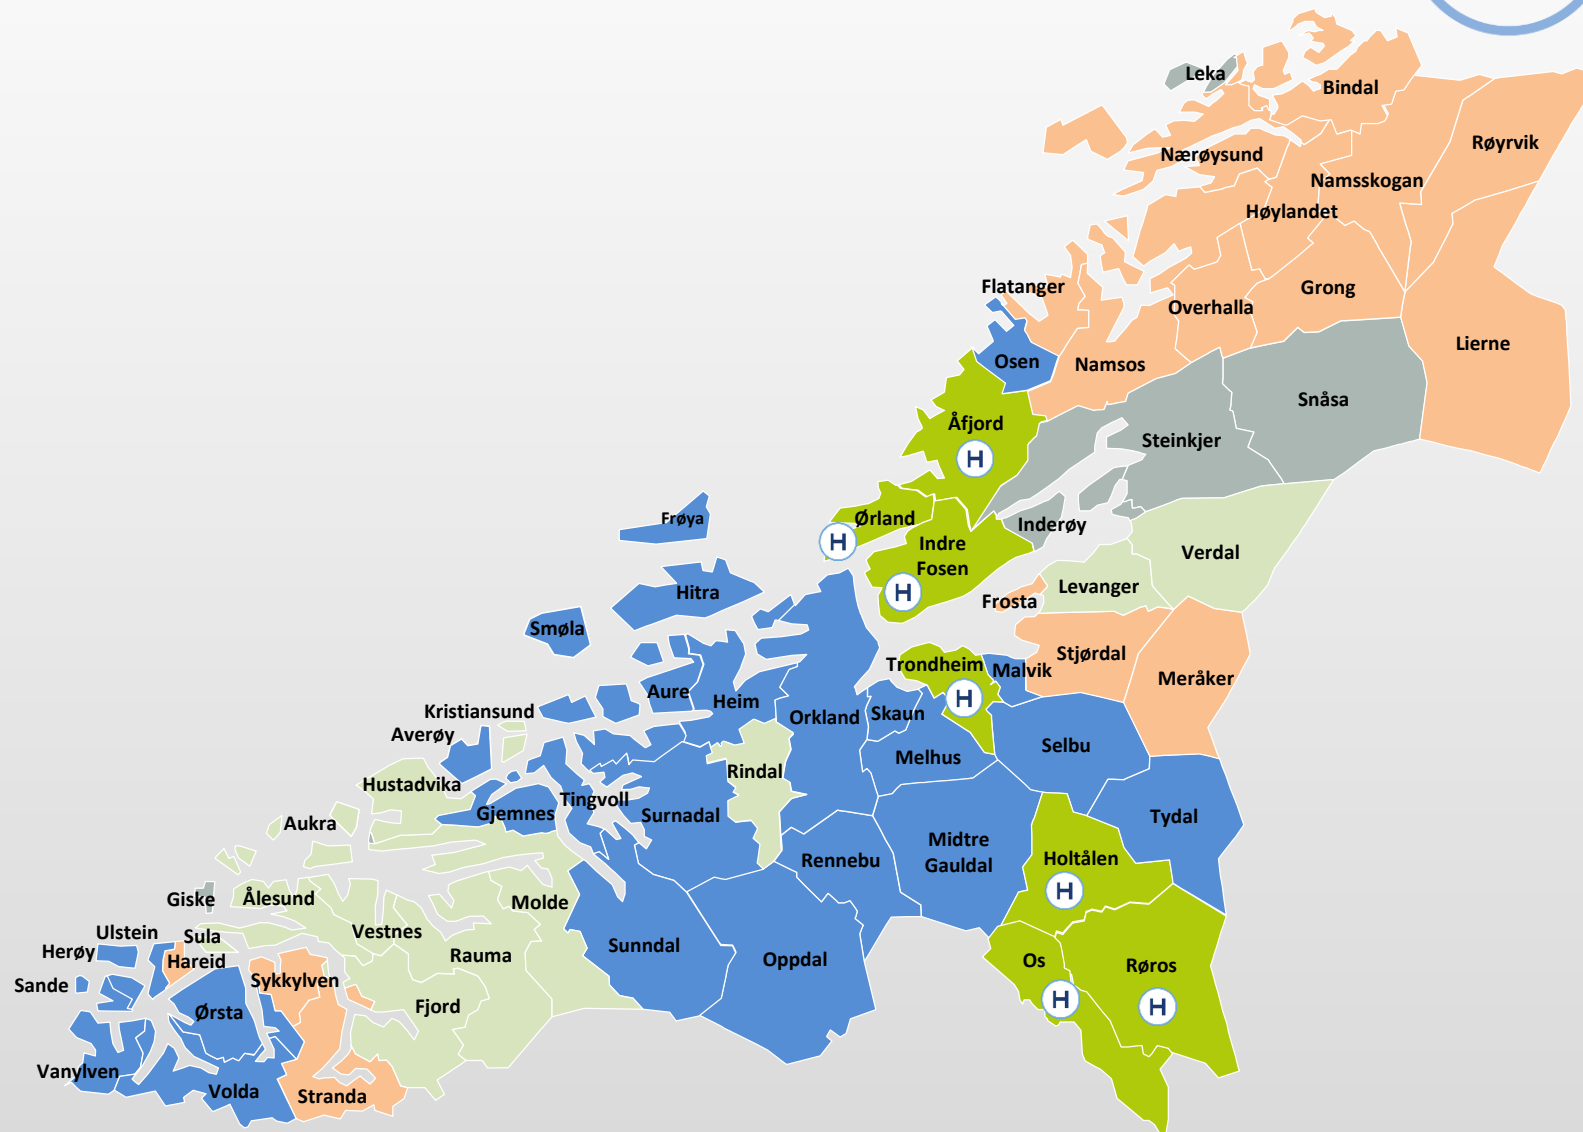 Leka
Bindal
Røyrvik
Nærøysund
Namsskogan
Høylandet
Flatanger
Grong
Overhalla
Lierne
Osen
Namsos
Snåsa
Åfjord
Steinkjer
H
Frøya
Ørland
Inderøy
H
Indre
Fosen
Verdal
Hitra
H
Levanger
Frosta
Smøla
Stjørdal
Trondheim
Malvik
Meråker
Aure
Heim
H
Kristiansund
Orkland
Skaun
Averøy
Selbu
Melhus
Rindal
Hustadvika
Tingvoll
Gjemnes
Surnadal
Tydal
Aukra
Midtre
Gauldal
Rennebu
Holtålen
H
Giske
Ålesund
Molde
Ulstein
Sula
Vestnes
Herøy
Hareid
Rauma
Sunndal
Oppdal
Os
Røros
Sande
Sykkylven
H
H
Ørsta
Fjord
Vanylven
Volda
Stranda